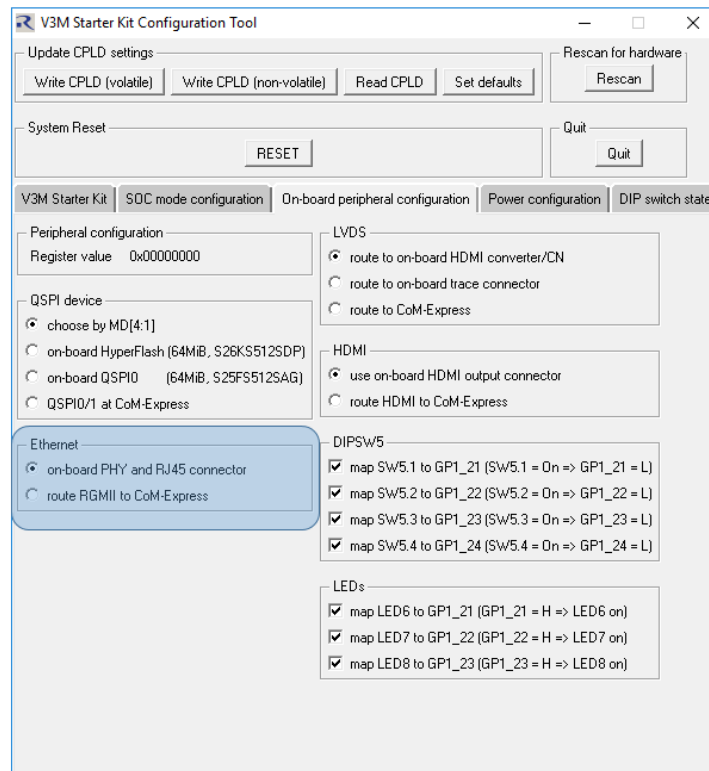 V3M Starter Kit Configuration Tool
Update CPLD settings
Write CPLD (volatile) Write CPLD (non-volatile) Read CPLD Set defaults
Rescan for hardware
Rescan
System Reset
RESET
Quit
Quit
V3M Starter Kit SOC mode configuration On-board peripheral configuration Power configuration DIP switch state
Peripheral configuration
Register value 0x00000000
QSPI device
choose by MD[4:1]
on-board HyperFlash (64MiB, S26KS512SDP)
on-board QSPI0 (64MiB, S25FS512SAG)
QSPI0/1 at CoM-Express
Ethernet
on-board PHY and RJ45 connector
route RGMII to CoM-Express
LVDS
route to on-board HDMI converter/CN
route to on-board trace connector
route to CoM-Express
HDMI
use on-board HDMI output connector
route HDMI to CoM-Express
DIPSW5
map SW5.1 to GP1_21 (SW5.1 = On => GP1_21 = L)
map SW5.2 to GP1_22 (SW5.2 = On => GP1_22 = L)
map SW5.3 to GP1_23 (SW5.3 = On => GP1_23 = L)
map SW5.4 to GP1_24 (SW5.4 = On => GP1_24 = L)
LEDs
map LED6 to GP1_21 (GP1_21 = H => LED6 on)
map LED7 to GP1_22 (GP1_22 = H => LED7 on)
map LED8 to GP1_23 (GP1_23 = H => LED8 on)